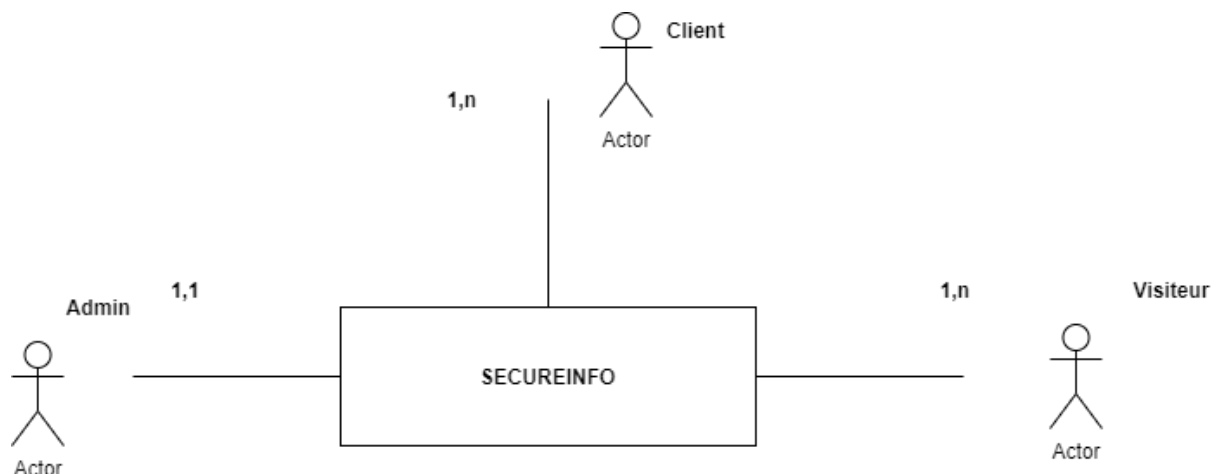 Client
1,n
Actor
1,1
1,n
Visiteur
Admin
SECUREINFO
Actor
Actor